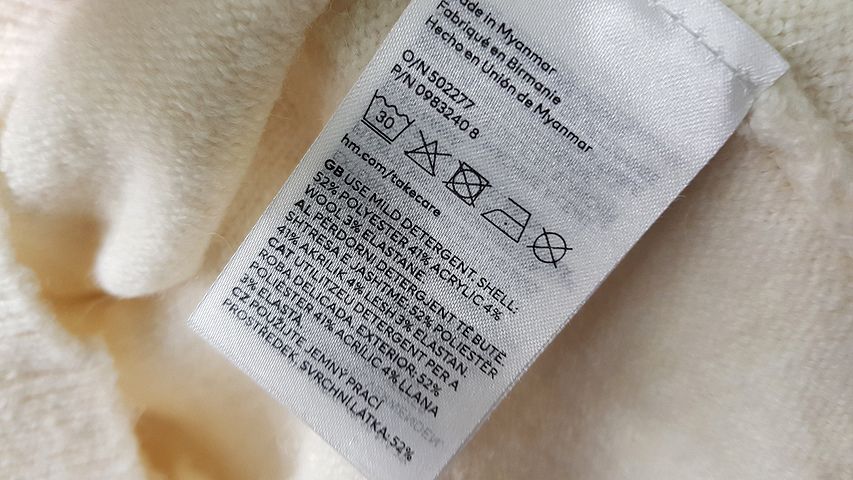 ade in Myanmar
Fabriqué en Birmanie
Hecho en Unión de Myanmar
O/N 502277
P/N 0983240 8
30
hm.com/takecare
GB USE MILD DETERGENT. SHELL:
52% POLYESTER 41% ACRYLIC 4%
WOOL 3% ELASTANE
AL PËRDORNI DETERGJENT TË BUTË
SUTRESA E JASHTME: 52% POLIESTER
41% AKRILIK 4% LESH 3% ELASTAN.
CAT UTILITZEU DETERGENT PER A
ROBA DELICADA. EXTERIOR: 52%
POLIÈSTER 41% ACRÍLIC 4% LLANA
3% ELASTÀ.
CZ POUŽIJTE JEMNÝ PRACÍ
PROSTŘEDEK. SVRCHNÍ LÁTKA: 52%